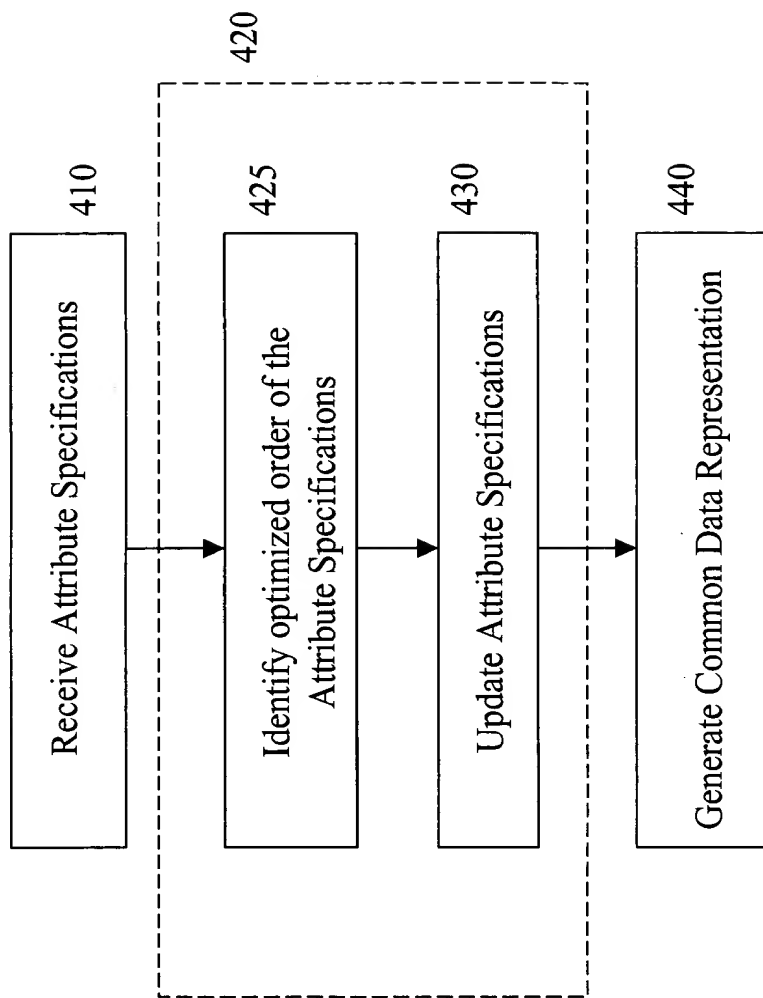 Receive Attribute Specifications
410
420
Identify optimized order of the
Attribute Specifications
425
Update Attribute Specifications
430
Generate Common Data Representation
440